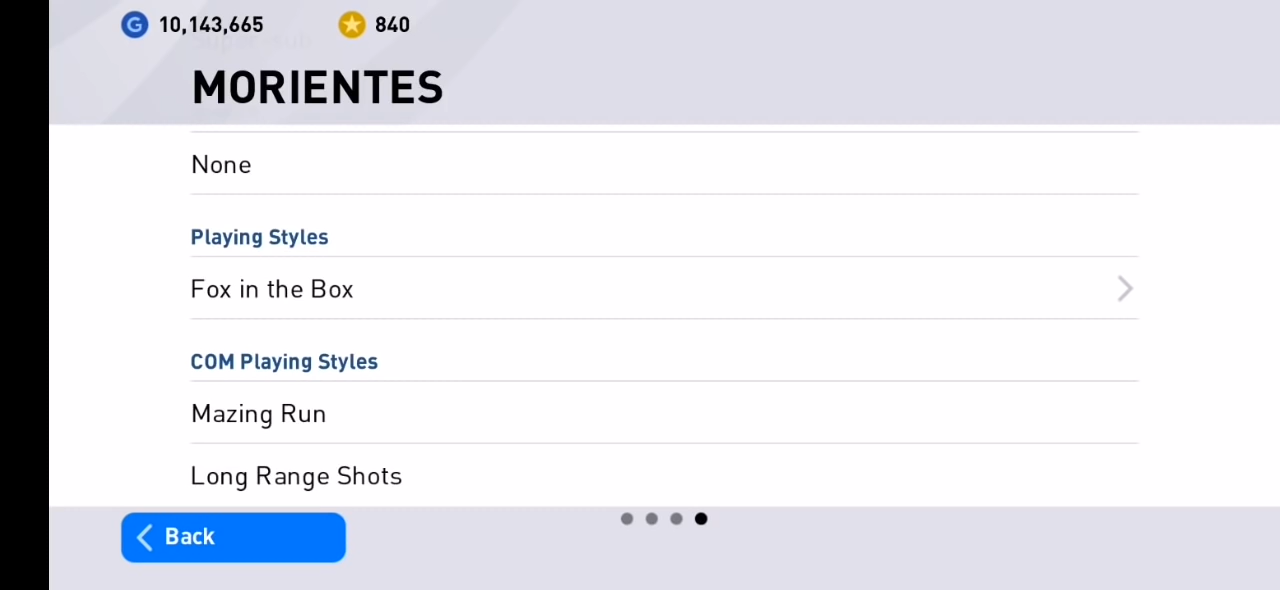 10,143,665 840
MORIENTES
None
Playing Styles
Fox in the Box
COM Playing Styles
Mazing Run
Long Range Shots
Back